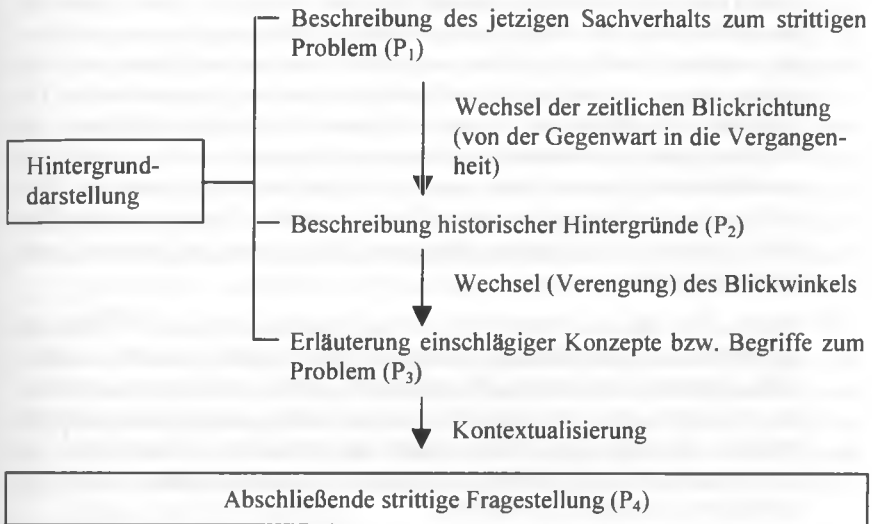 Beschreibung des jetzigen Sachverhalts zum strittigen
Problem (P₁)
Wechsel der zeitlichen Blickrichtung
(von der Gegenwart in die Vergangen-
heit)
Hintergrund-
darstellung
Beschreibung historischer Hintergründe (P₂)
Wechsel (Verengung) des Blickwinkels
Erläuterung einschlägiger Konzepte bzw. Begriffe zum
Problem (P₃)
Kontextualisierung
Abschließende strittige Fragestellung (P₄)